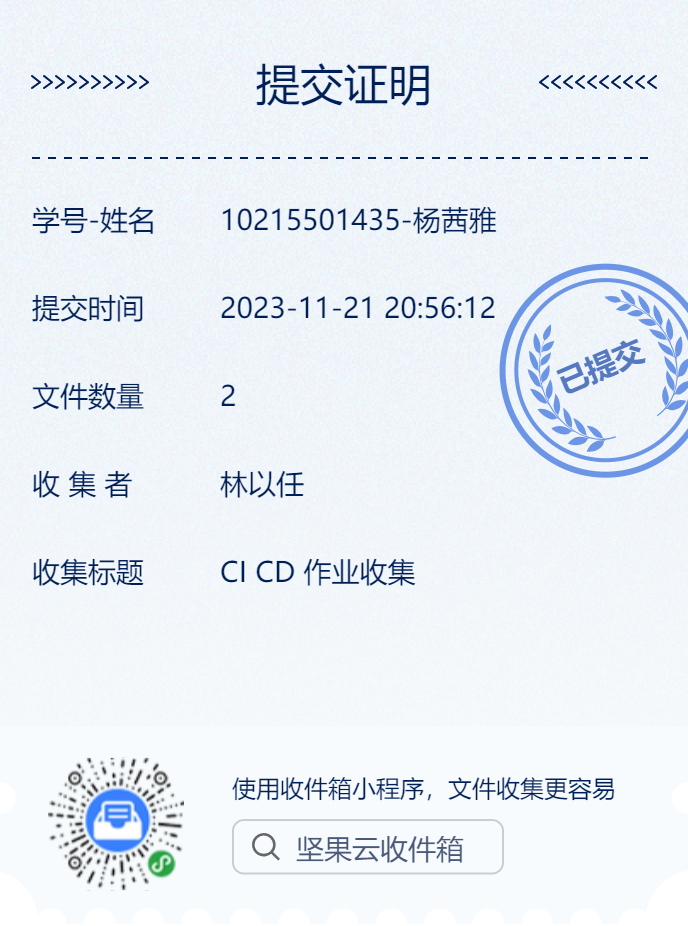 >>>>>>>>>> 提交证明 <<<<<<<<<<
学号-姓名 10215501435-杨茜雅
提交时间 2023-11-21 20:56:12
已提交
文件数量 2
收 集 者 林以任
收集标题 CI CD 作业收集
使用收件箱小程序，文件收集更容易
坚果云收件箱